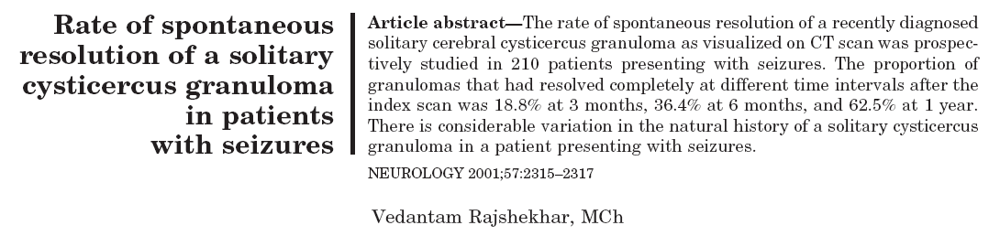 Rate of spontaneous
resolution of a solitary
cysticercus granuloma
in patients
with seizures
Article abstract—The rate of spontaneous resolution of a recently diagnosed
solitary cerebral cysticercus granuloma as visualized on CT scan was prospec-
tively studied in 210 patients presenting with seizures. The proportion of
granulomas that had resolved completely at different time intervals after the
index scan was 18.8% at 3 months, 36.4% at 6 months, and 62.5% at 1 year.
There is considerable variation in the natural history of a solitary cysticercus
granuloma in a patient presenting with seizures.
NEUROLOGY 2001;57:2315–2317
Vedantam Rajshekhar, MCh